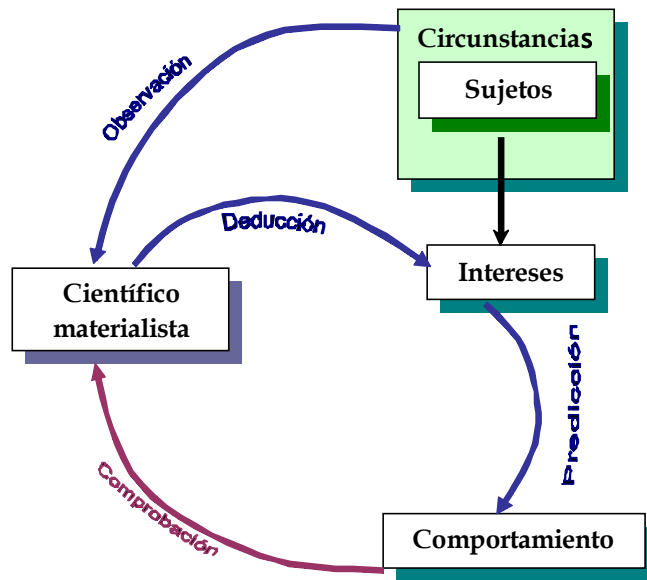 Circunstancias
Sujetos
Observación
Deducción
Intereses
Científico
materialista
Predicción
Comprobación
Comportamiento